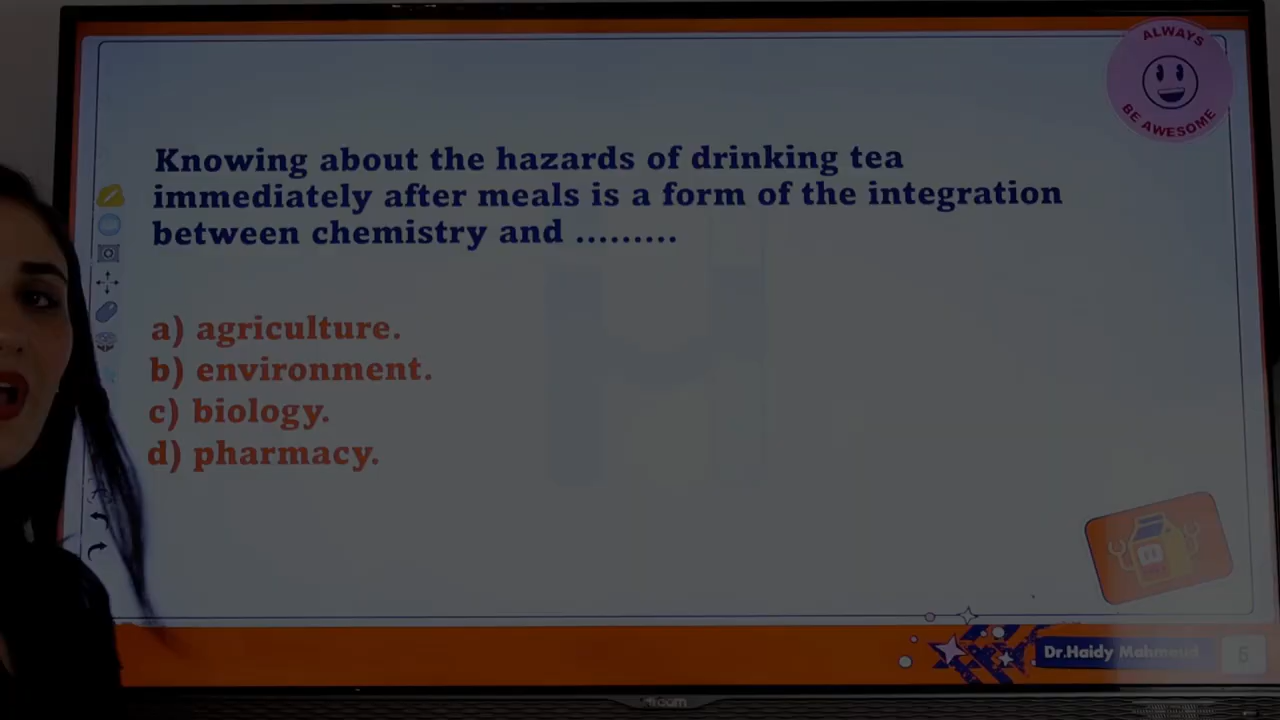 ALWAYS
BE AWESOME
Knowing about the hazards of drinking tea
immediately after meals is a form of the integration
between chemistry and .........
a) agriculture.
b) environment.
c) biology.
d) pharmacy.
Dr.Haidy Mahmoud
5